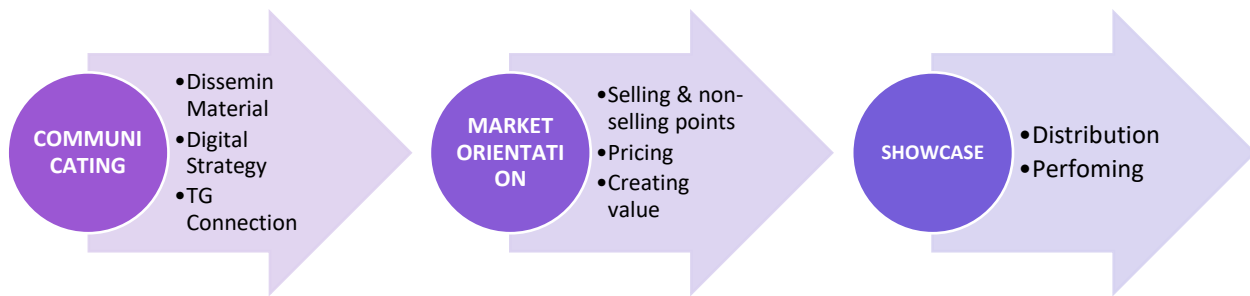 COMMUNI
CATING
•Dissemin
Material
•Digital
Strategy
•TG
Connection
MARKET
ORIENTATI
ON
•Selling & non-
selling points
•Pricing
•Creating
value
SHOWCASE
•Distribution
•Perfoming